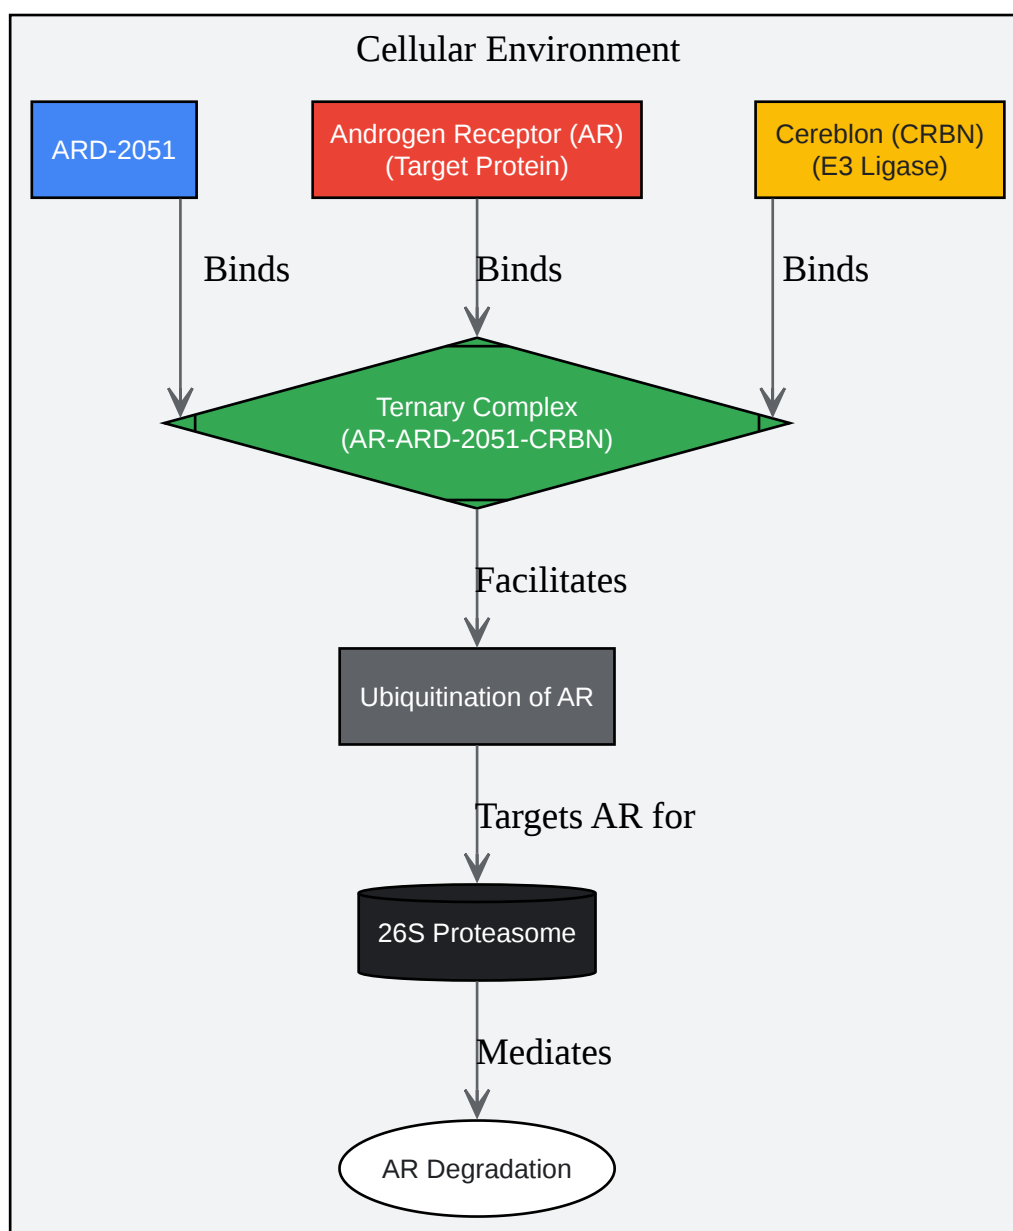 Cellular Environment
ARD-2051
Androgen Receptor (AR)
(Target Protein)
Cereblon (CRBN)
(E3 Ligase)
Binds
Binds
Binds
Ternary Complex
(AR-ARD-2051-CRBN)
Facilitates
Ubiquitination of AR
Targets AR for
26S Proteasome
Mediates
AR Degradation